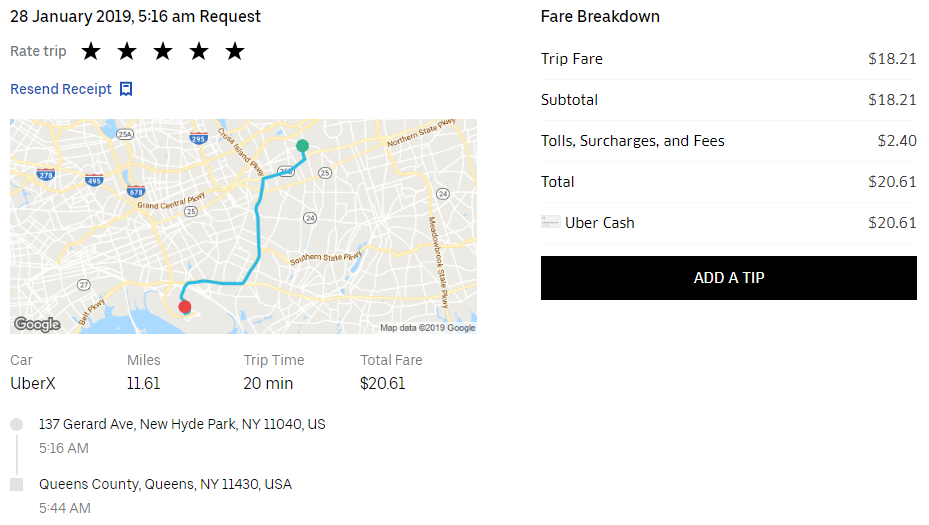 28 January 2019, 5:16 am Request
Rate trip
Resend Receipt
25A
295
Cross Island Pkwy
Northern State Pkwy
278
495
678
25
24
Grand Central Pkwy
25
24
Southern State Pkwy
Meadowbrook State Pkwy
27
Belt Pkwy
Google
Map data ©2019 Google
Car
Miles
Trip Time
Total Fare
UberX
11.61
20 min
$20.61
137 Gerard Ave, New Hyde Park, NY 11040, US
5:16 AM
Queens County, Queens, NY 11430, USA
5:44 AM
Fare Breakdown
Trip Fare $18.21
Subtotal $18.21
Tolls, Surcharges, and Fees $2.40
Total $20.61
Uber Cash $20.61
ADD A TIP